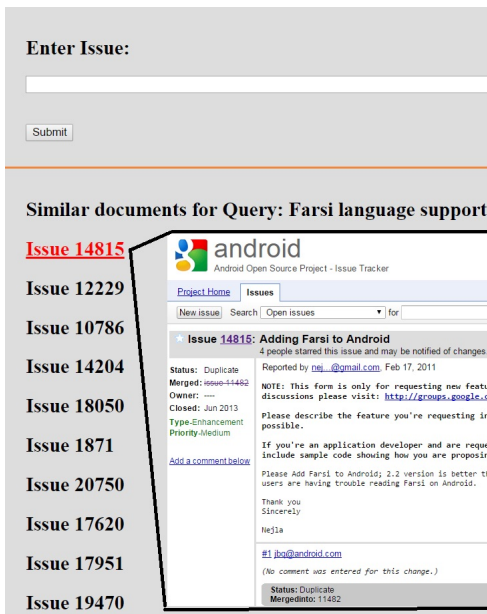 Enter Issue:
Submit
Similar documents for Query: Farsi language support
Issue 14815
Issue 12229
Issue 10786
Issue 14204
Issue 18050
Issue 1871
Issue 20750
Issue 17620
Issue 17951
Issue 19470
android
Android Open Source Project - Issue Tracker
Project Home Issues
New issue Search Open issues for
Issue 14815: Adding Farsi to Android
4 people starred this issue and may be notified of changes
Status: Duplicate
Merged: issue 11482
Owner: ----
Closed: Jun 2013
Type-Enhancement
Priority-Medium
Add a comment below
Reported by nej...@gmail.com, Feb 17, 2011
NOTE: This form is only for requesting new featu
discussions please visit: http://groups.google.c
Please describe the feature you're requesting in
possible.
If you're an application developer and are reque
include sample code showing how you are proposin
Please Add Farsi to Android; 2.2 version is better th
users are having trouble reading Farsi on Android.
Thank you
Sincerely
Nejla
#1 jbq@android.com
(No comment was entered for this change.)
Status: Duplicate
Mergedinto: 11482